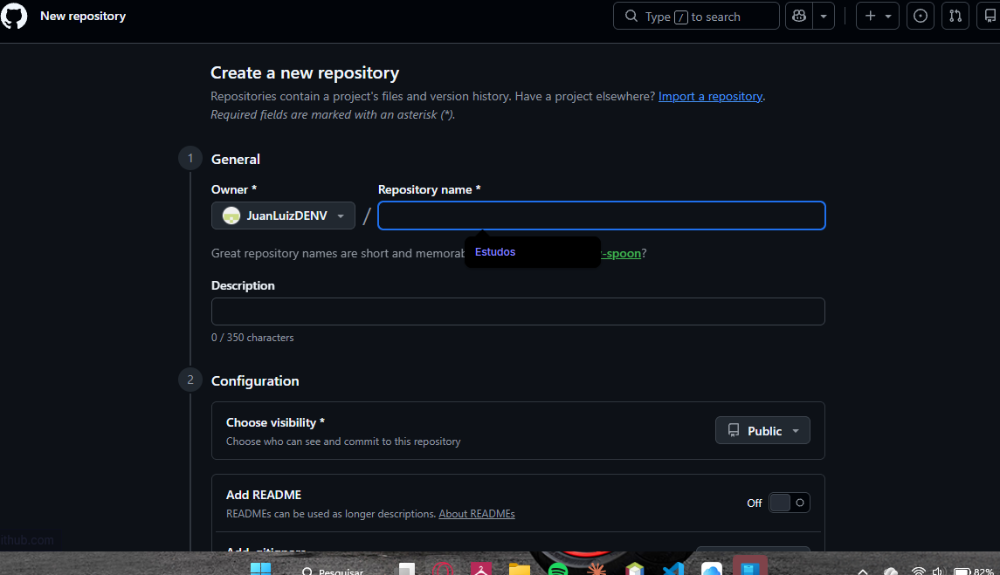 New repository
Type / to search
Create a new repository
Repositories contain a project's files and version history. Have a project elsewhere? Import a repository.
Required fields are marked with an asterisk (*).
1 General
Owner * Repository name *
JuanLuizDENV /
Great repository names are short and -spoon?
Estudos
Description
0 / 350 characters
2 Configuration
Choose visibility *
Choose who can see and commit to this repository
Public
Add README
READMEs can be used as longer descriptions. About READMEs
Off
Add .gitignore
ithub.com
Pesquisar
2
82%